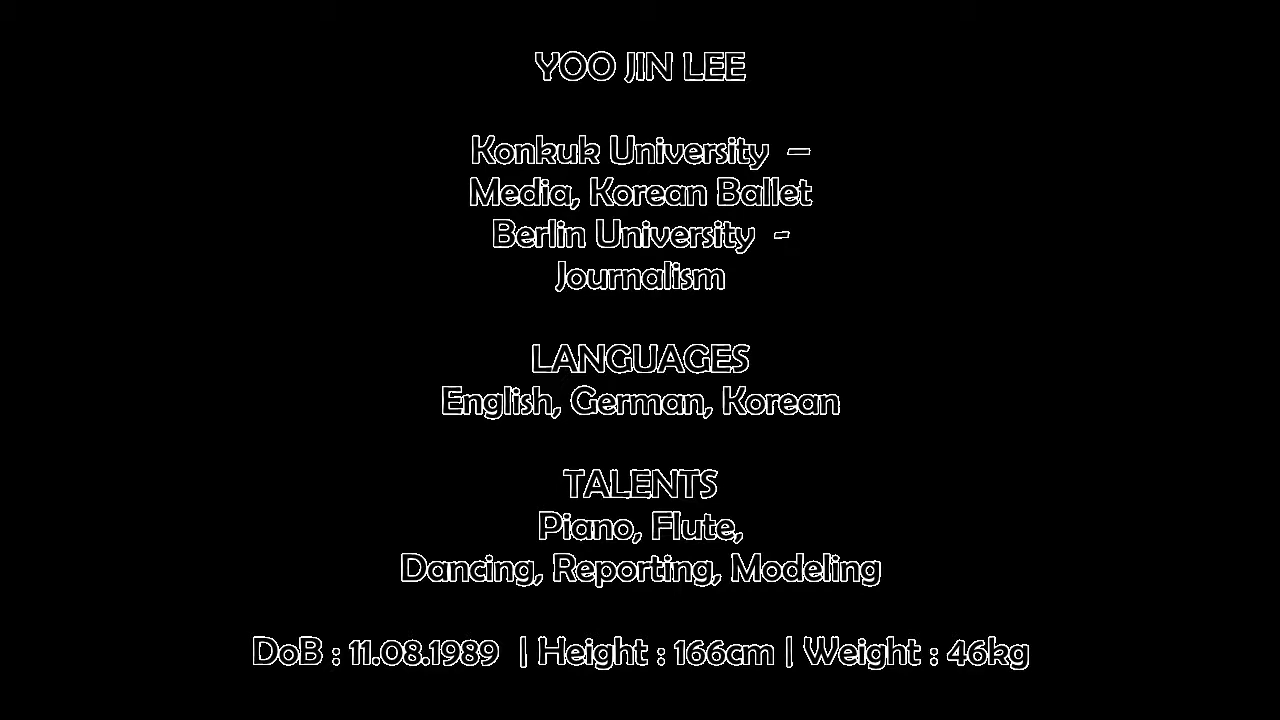 YOO JIN LEE
Konkuk University –
Media, Korean Ballet
Berlin University -
Journalism
LANGUAGES
English, German, Korean
TALENTS
Piano, Flute,
Dancing, Reporting, Modeling
DoB : 11.08.1989 | Height : 166cm | Weight : 46kg